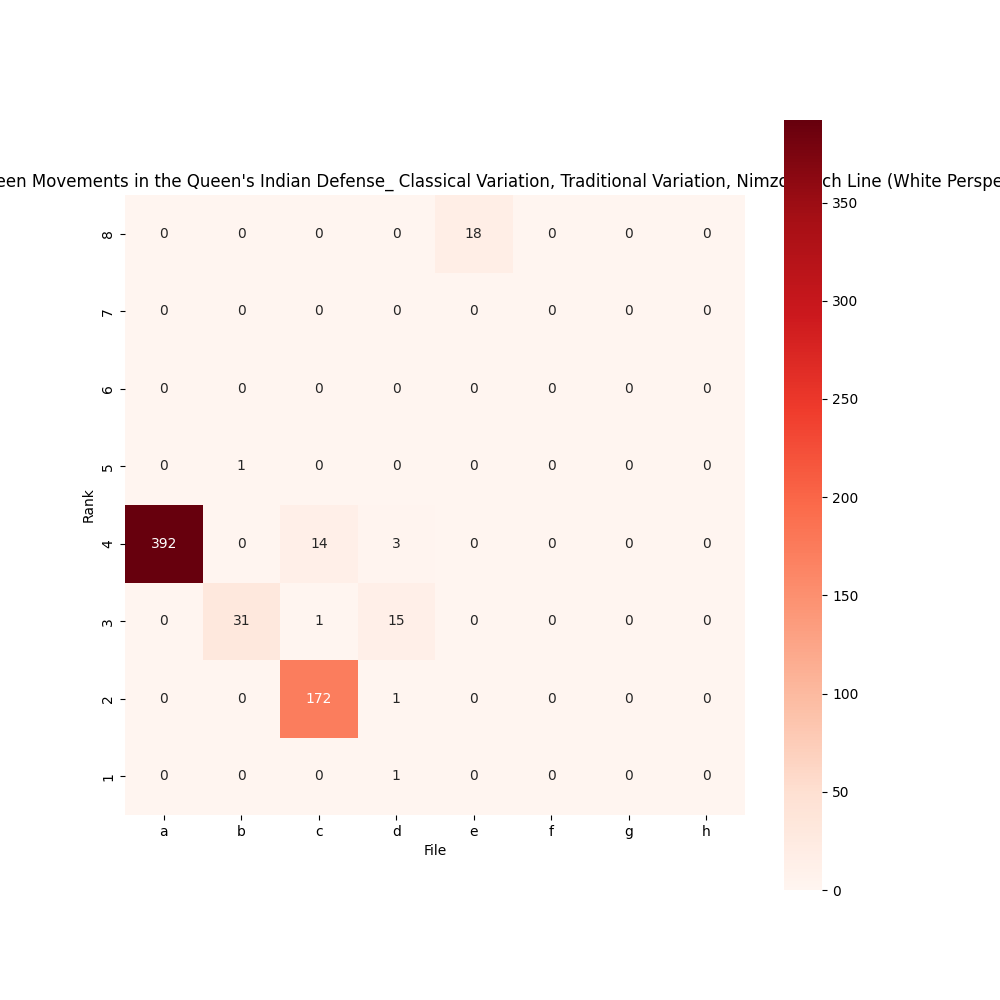 een Movements in the Queen's Indian Defense_ Classical Variation, Traditional Variation, Nimzo ch Line (White Perspe
350
8 0 0 0 0 18 0 0 0
300
7 0 0 0 0 0 0 0 0
6 0 0 0 0 0 0 0 0
250
5 0 1 0 0 0 0 0 0
200
Rank
4 392 0 14 3 0 0 0 0
150
3 0 31 1 15 0 0 0 0
100
2 0 0 172 1 0 0 0 0
50
1 0 0 0 1 0 0 0 0
a b c d e f g h
File
0